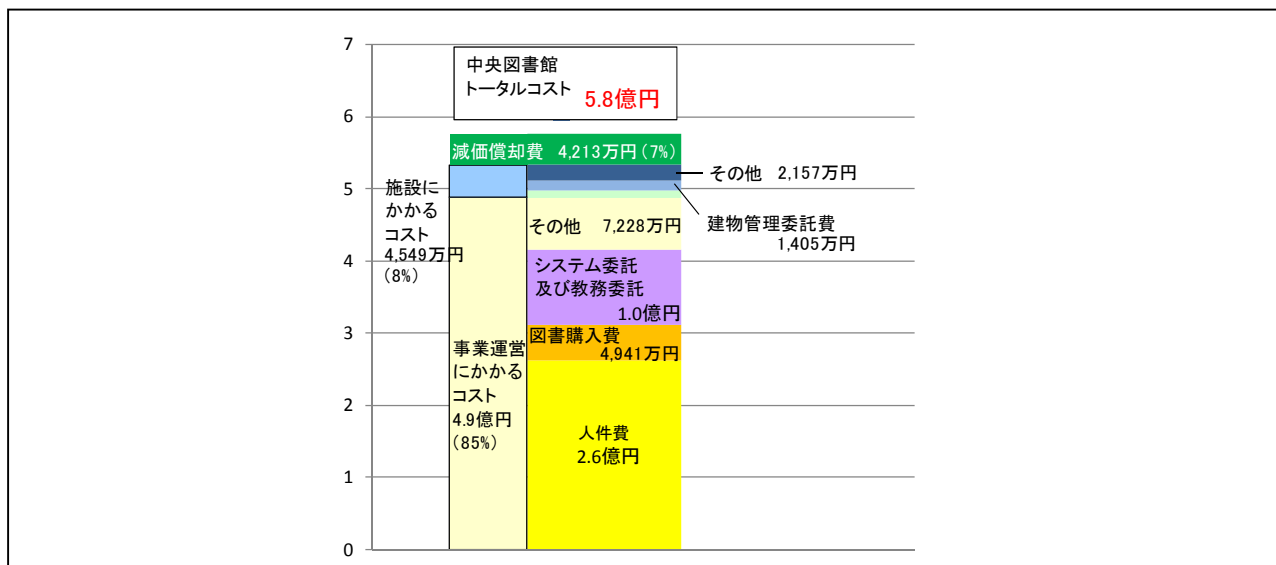 7
6
5
4
3
2
1
0
中央図書館
トータルコスト 5.8億円
減価償却費 4,213万円(7%)
施設に
かかる
コスト
4,549万円
(8%)
その他 2,157万円
建物管理委託費
1,405万円
その他 7,228万円
システム委託
及び教務委託
1.0億円
図書購入費
4,941万円
事業運営
にかかる
コスト
4.9億円
(85%)
人件費
2.6億円